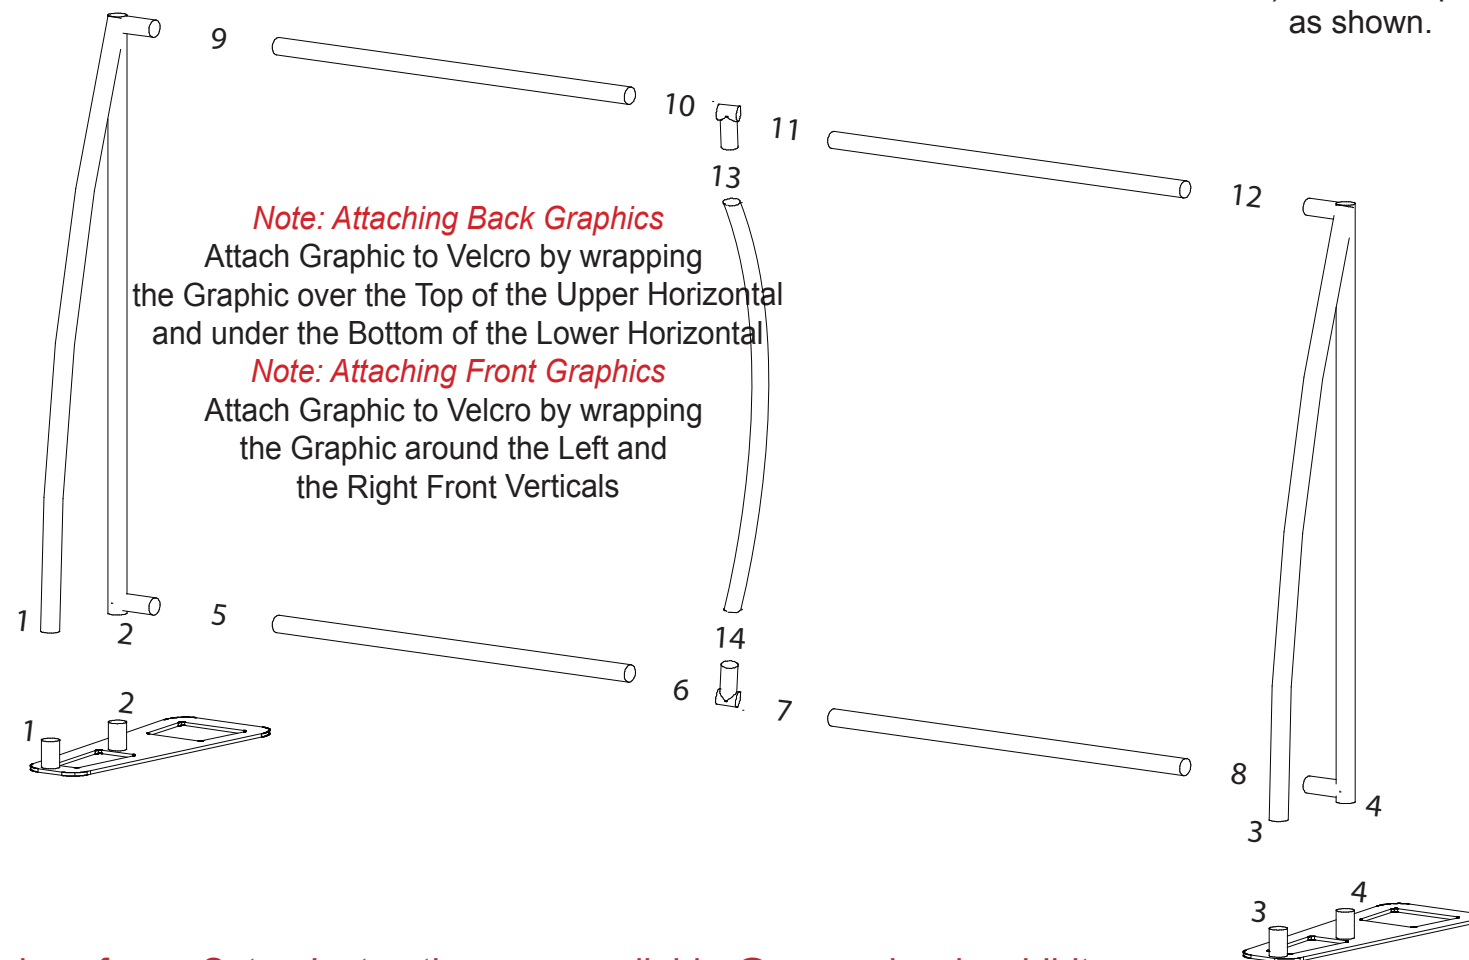 as shown.
9
10
11
13
12
Note: Attaching Back Graphics
Attach Graphic to Velcro by wrapping
the Graphic over the Top of the Upper Horizontal
and under the Bottom of the Lower Horizontal
Note: Attaching Front Graphics
Attach Graphic to Velcro by wrapping
the Graphic around the Left and
the Right Front Verticals
1
2
5
14
6
7
8
3
4
1
2
3
4